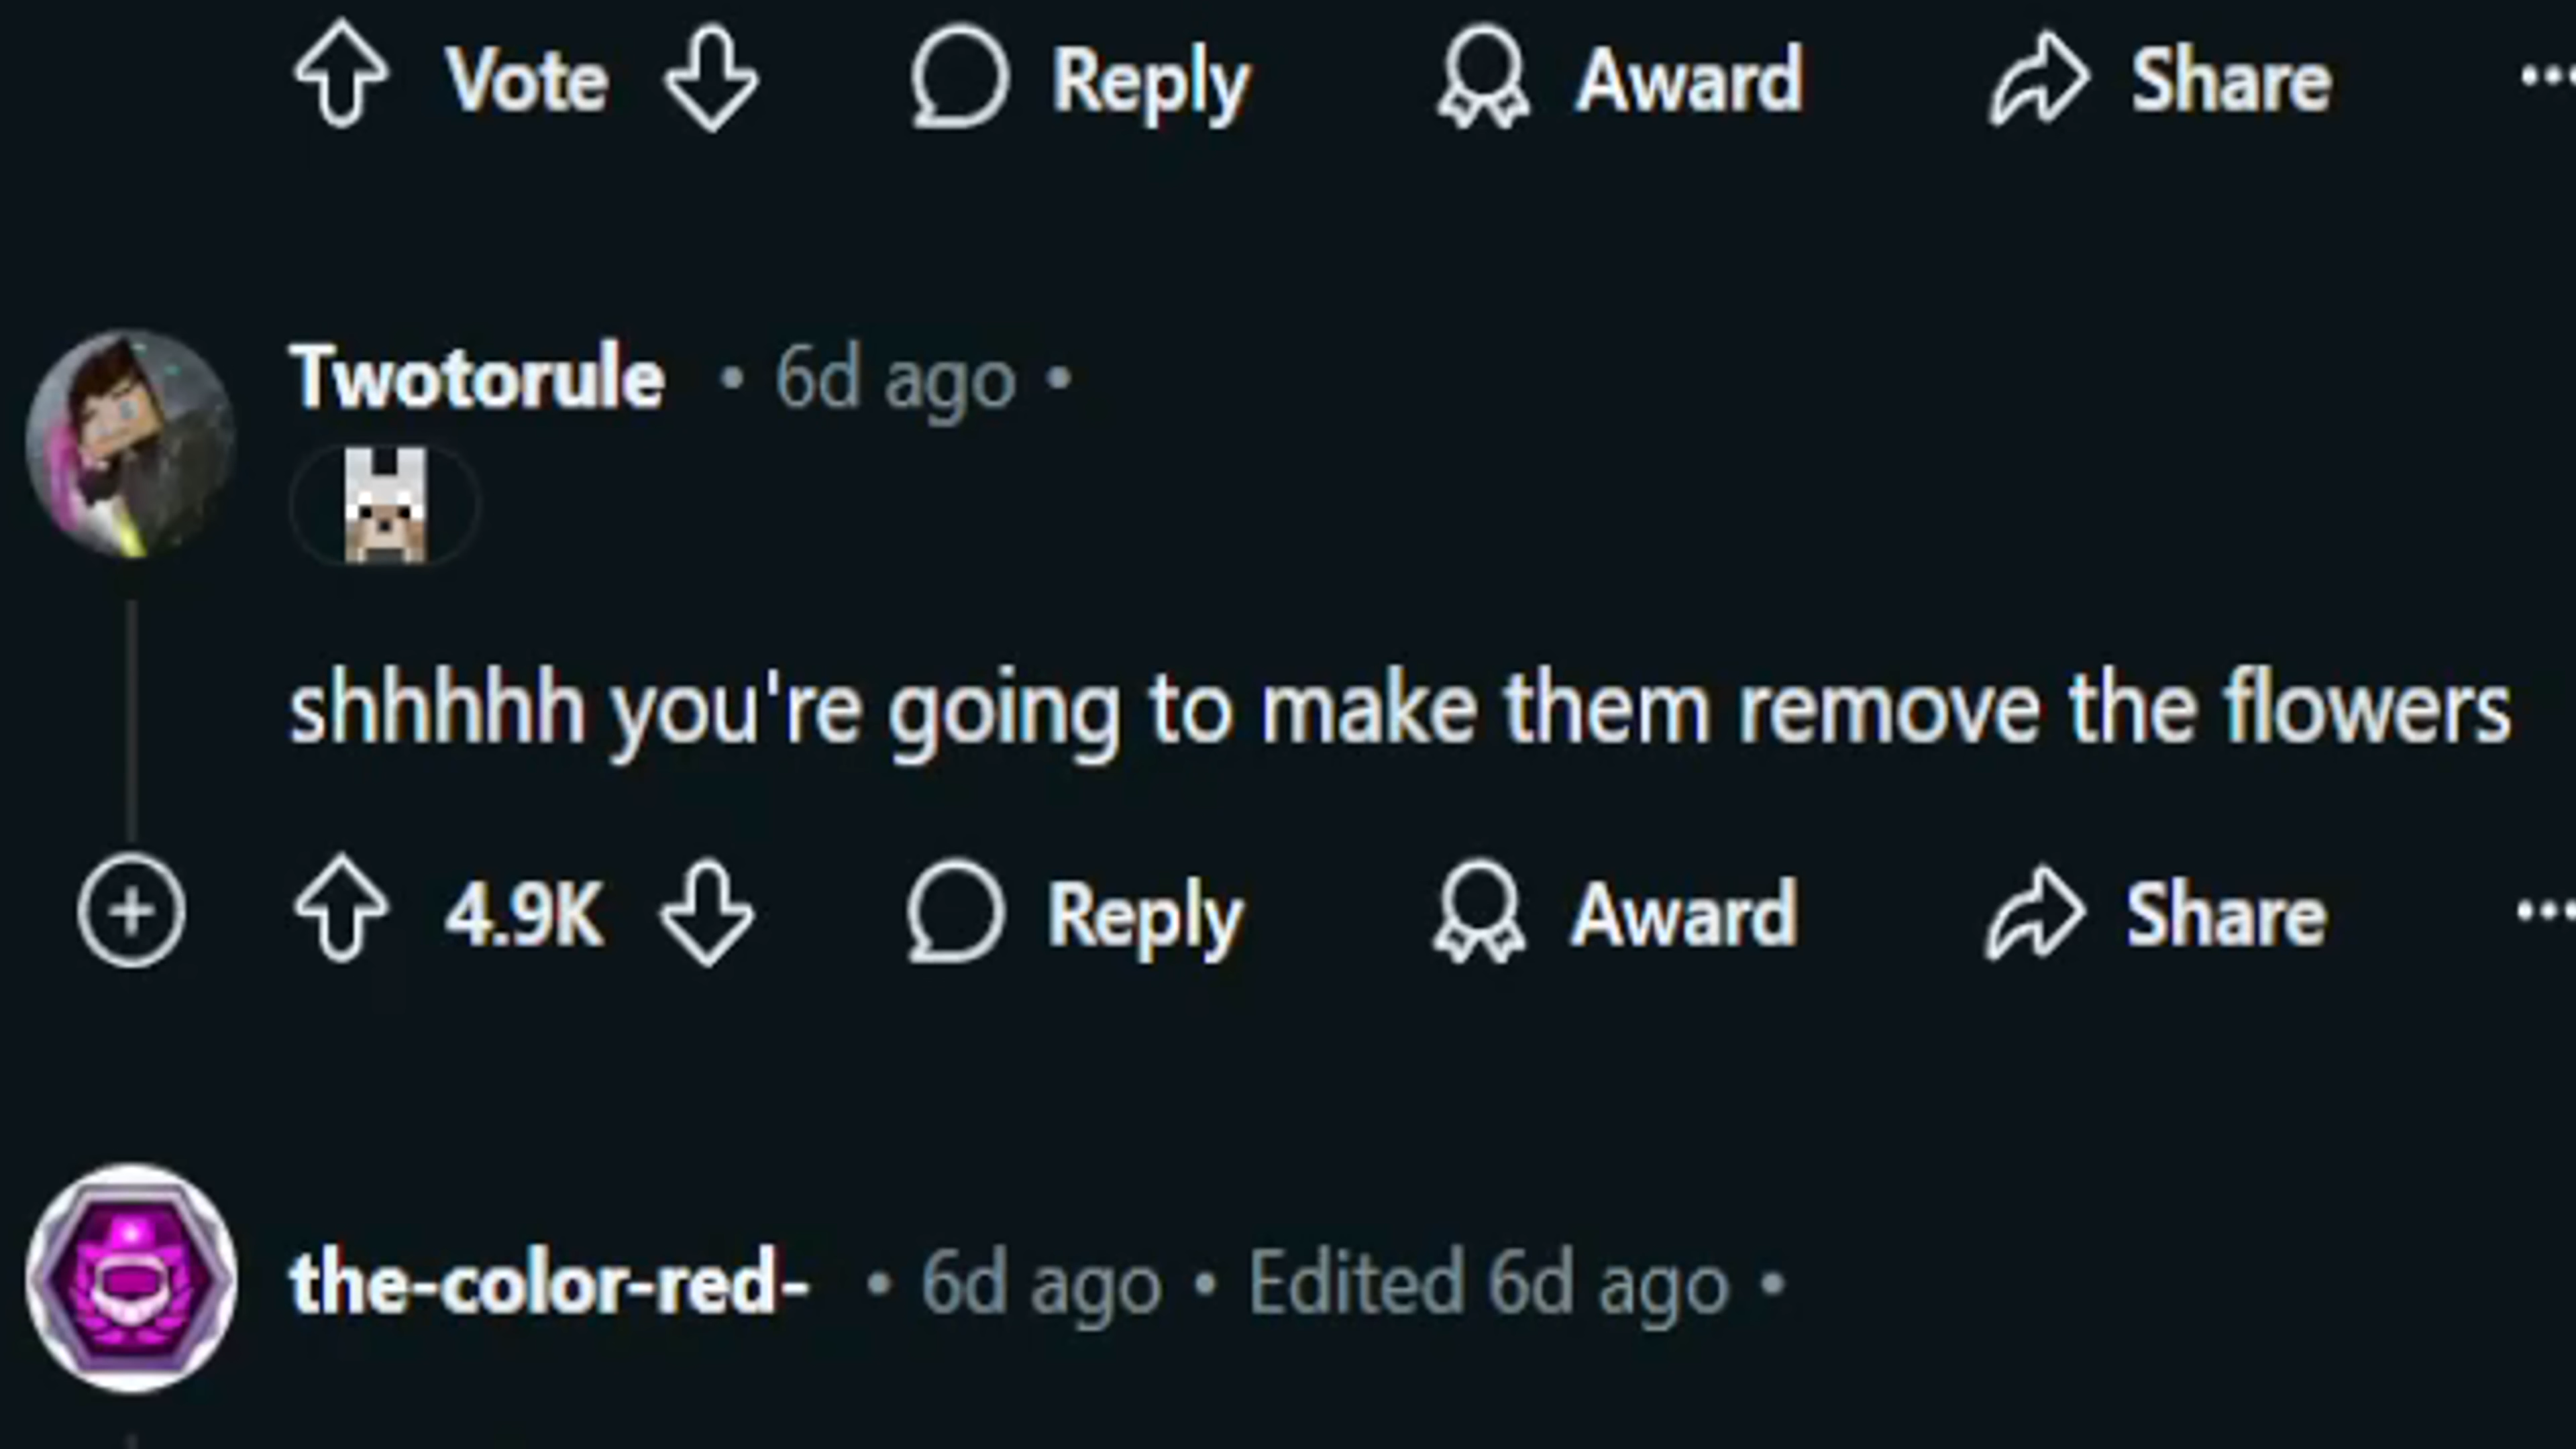 Vote Reply Award Share ...
Twotorule • 6d ago •
shhhhh you're going to make them remove the flowers
4.9K Reply Award Share ...
the-color-red- • 6d ago • Edited 6d ago •